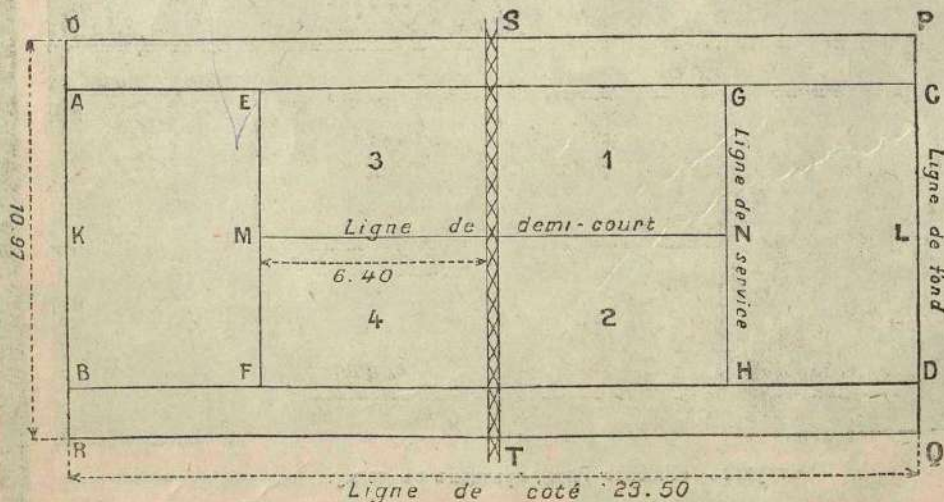 O S P
A E G C
3 1
Ligne de service
Ligne de fond
10.97
K M Ligne de demi-court N L
6.40
4 2
B F H D
R T Q
Ligne de coté 23.50